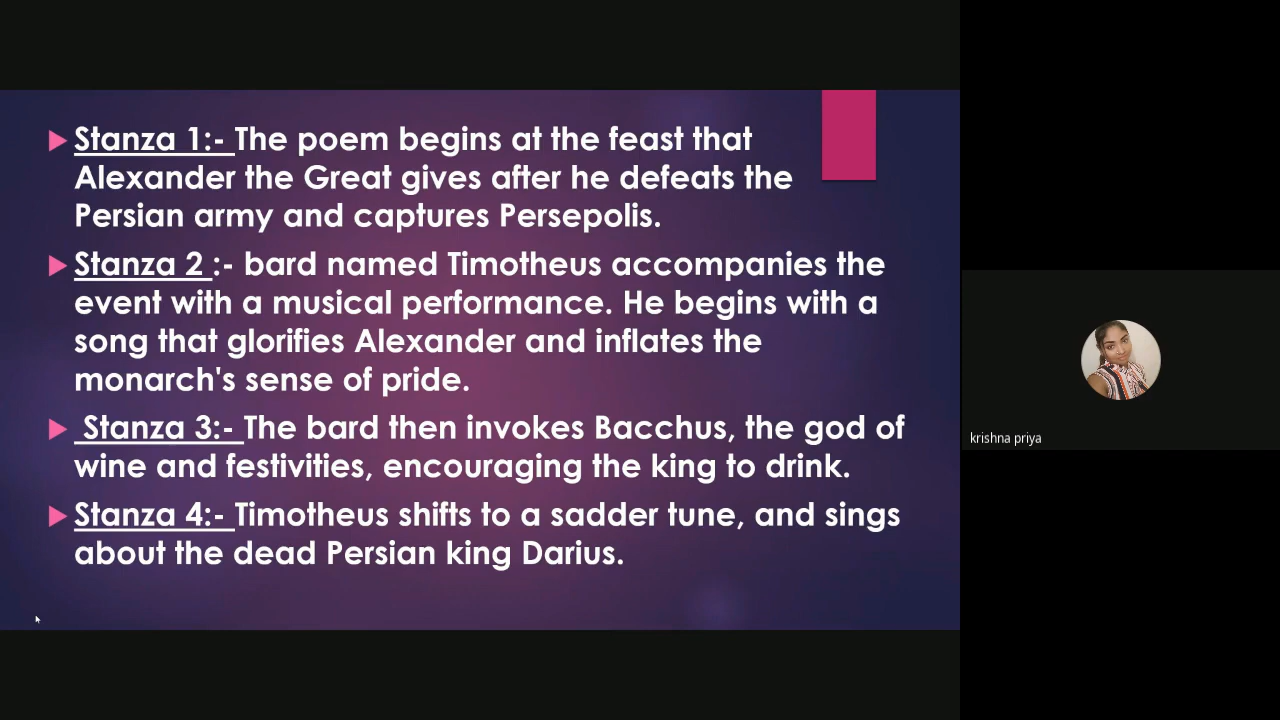 Stanza 1:- The poem begins at the feast that
Alexander the Great gives after he defeats the
Persian army and captures Persepolis.
Stanza 2 :- bard named Timotheus accompanies the
event with a musical performance. He begins with a
song that glorifies Alexander and inflates the
monarch's sense of pride.
Stanza 3:- The bard then invokes Bacchus, the god of
wine and festivities, encouraging the king to drink.
Stanza 4:- Timotheus shifts to a sadder tune, and sings
about the dead Persian king Darius.
krishna priya